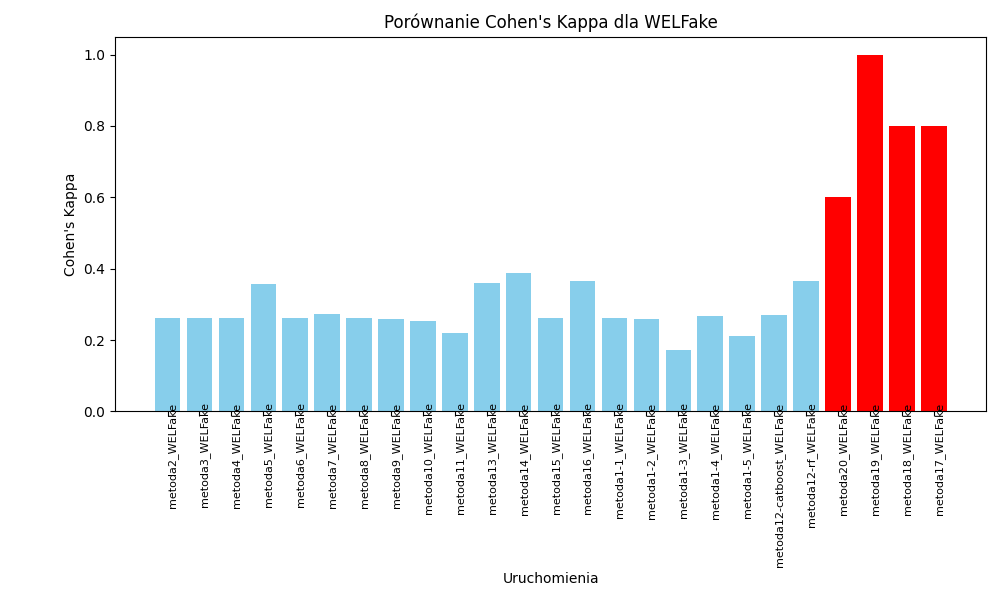 Porównanie Cohen's Kappa dla WELFake
Cohen's Kappa
1.0
0.8
0.6
0.4
0.2
0.0
metoda2_WELFake
metoda3_WELFake
metoda4_WELFake
metoda5_WELFake
metoda6_WELFake
metoda7_WELFake
metoda8_WELFake
metoda9_WELFake
metoda10_WELFake
metoda11_WELFake
metoda13_WELFake
metoda14_WELFake
metoda15_WELFake
metoda16_WELFake
metoda1-1_WELFake
metoda1-2_WELFake
metoda1-3_WELFake
metoda1-4_WELFake
metoda1-5_WELFake
metoda12-catboost_WELFake
metoda12-rf_WELFake
metoda20_WELFake
metoda19_WELFake
metoda18_WELFake
metoda17_WELFake
Uruchomienia